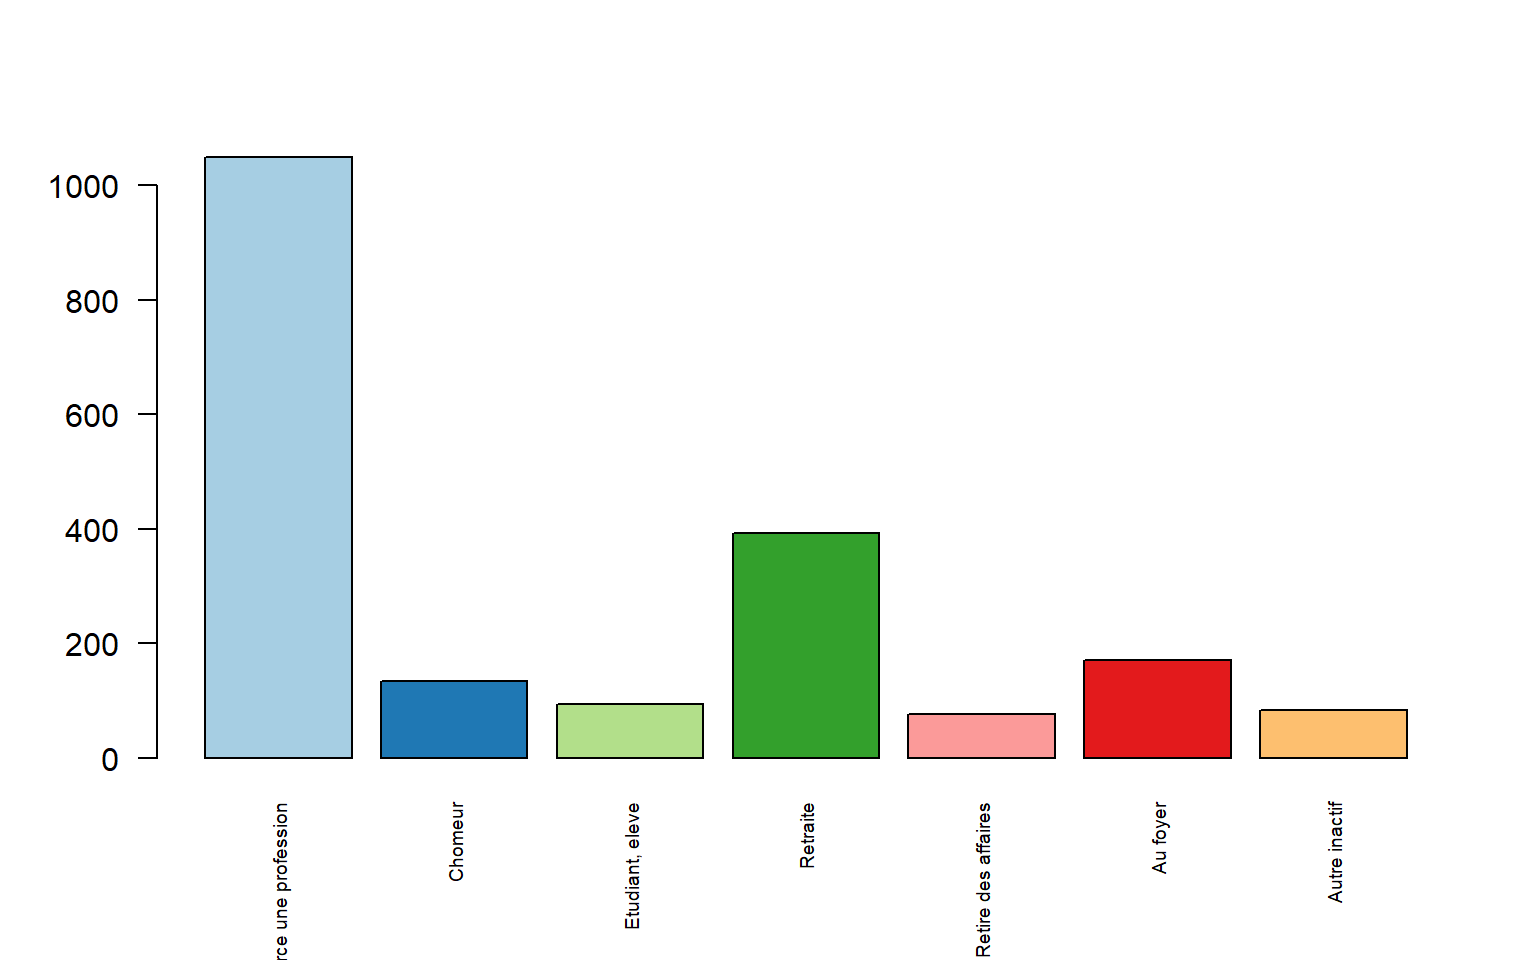 1000
800
600
400
200
0
rce une profession
Chomeur
Etudiant, eleve
Retraite
Retire des affaires
Au foyer
Autre inactif